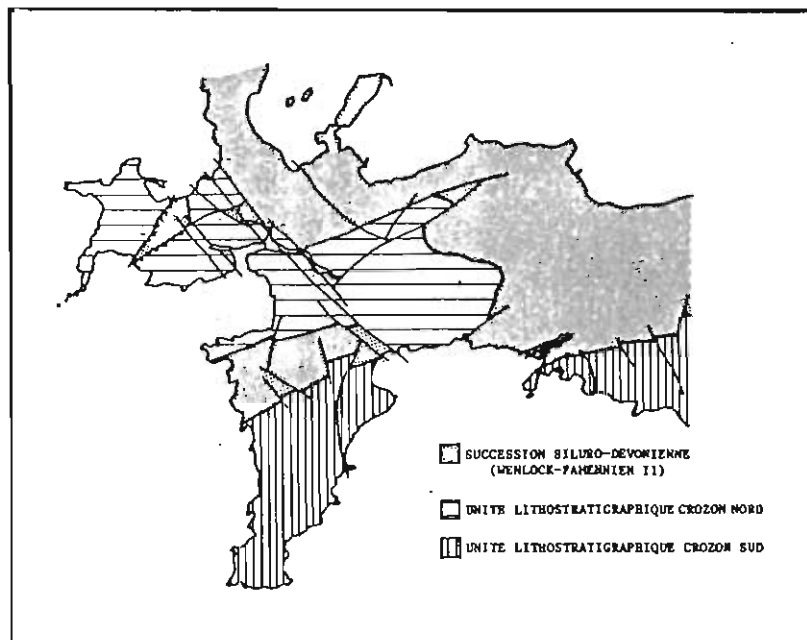 SUCCESSION SILURO-DEVONIENNE
(WENLOCK-FAMENNIEN II)
UNITE LITHOSTRATIGRAPHIQUE CROZON NORD
UNITE LITHOSTRATIGRAPHIQUE CROZON SUD